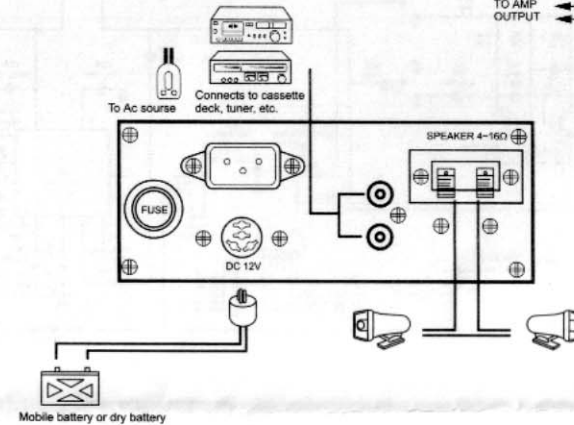 TO AMP
OUTPUT
To Ac sourse
Connects to cassette
deck, tuner, etc.
SPEAKER 4~16Ω
FUSE
DC 12V
Mobile battery or dry battery